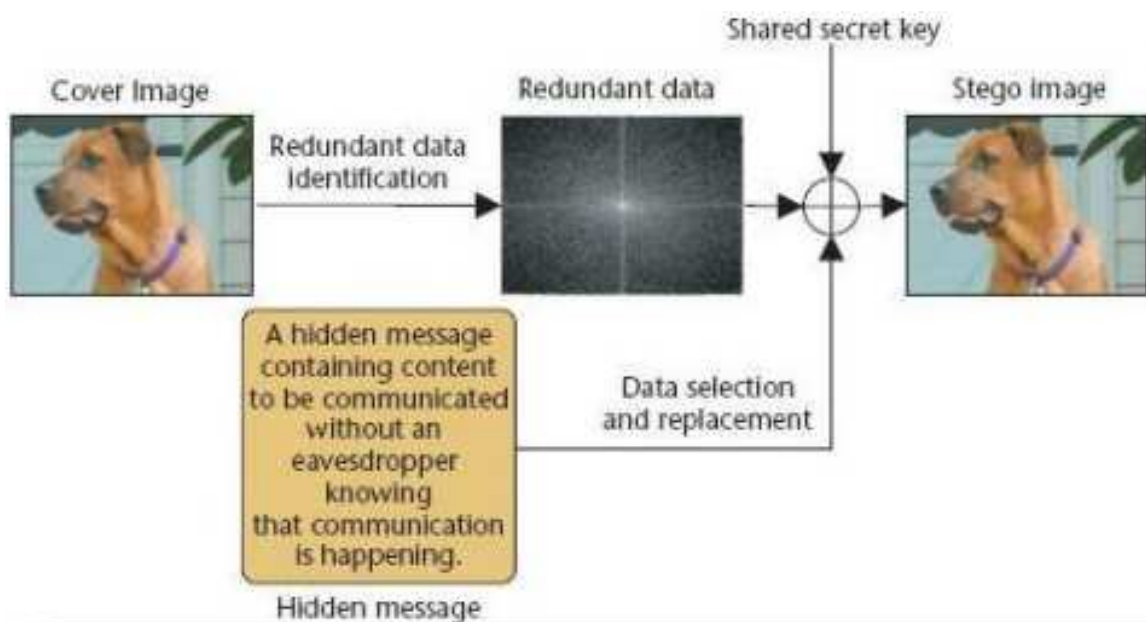 Shared secret key
Cover Image
Redundant data
Stego image
Redundant data
identification
A hidden message
containing content
to be communicated
without an
eavesdropper
knowing
that communication
is happening.
Data selection
and replacement
Hidden message